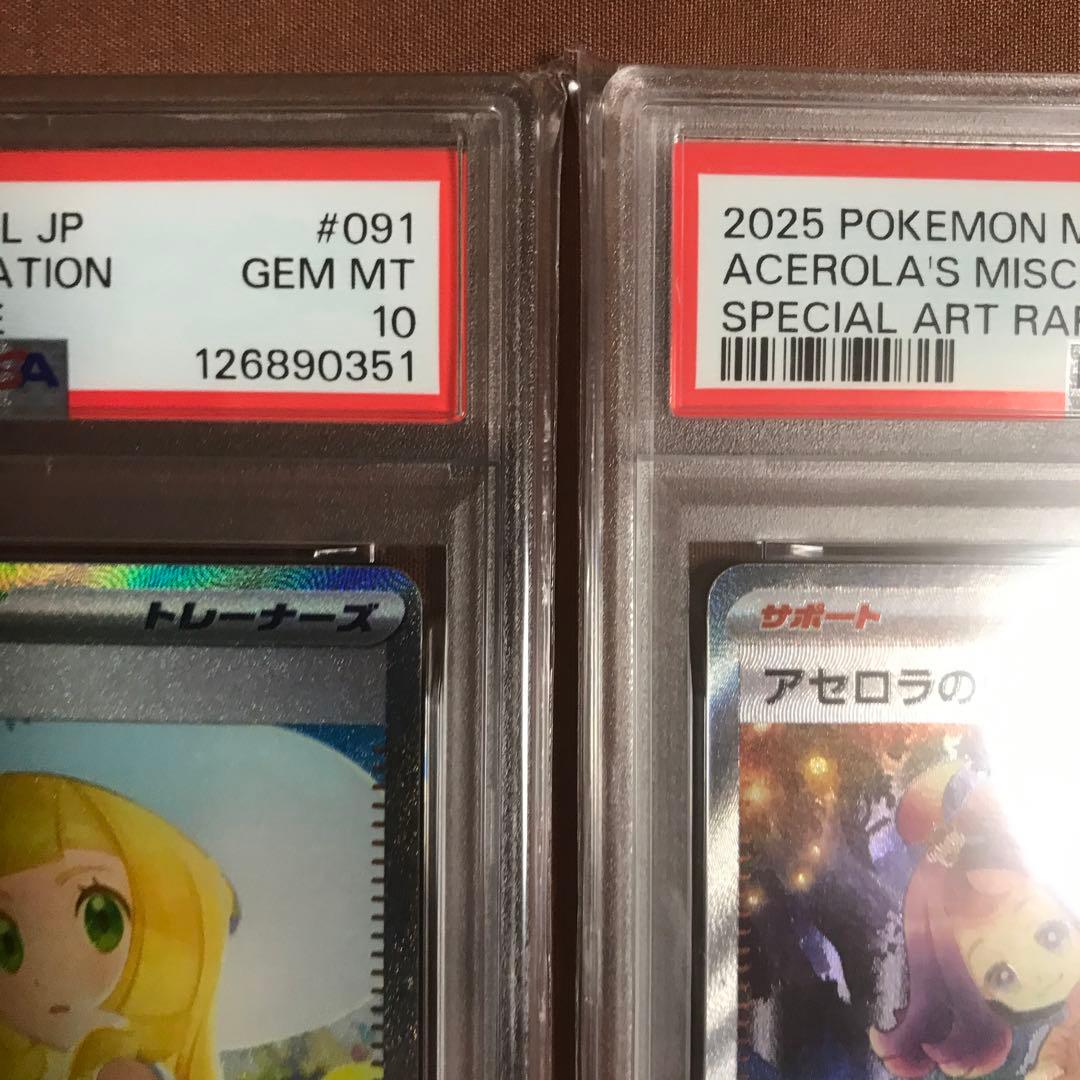 L JP #091
ATION GEM MT
10
126890351
トレーナーズ
2025 POKEMON M
ACEROLA'S MISC
SPECIAL ART RA
サポート
アセロラの